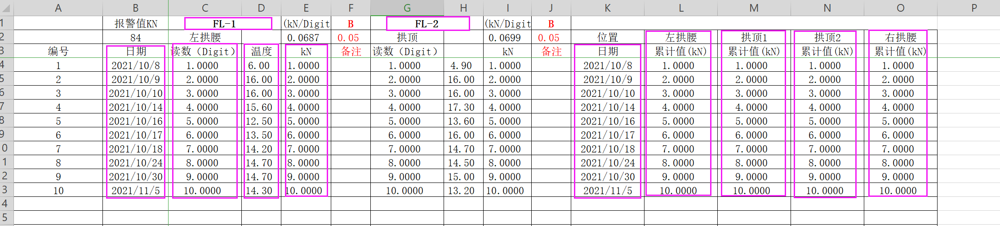 A B C D E F G H I J K L M N O P
1 报警值KN FL-1 (kN/Digit B FL-2 (kN/Digit B
2 84 左拱腰 0.0687 0.05 拱顶 0.0699 0.05 位置 左拱腰 拱顶1 拱顶2 右拱腰
3 编号 日期 读数（Digit） 温度 kN 备注 读数（Digit） kN 备注 日期 累计值(kN) 累计值(kN) 累计值(kN) 累计值(kN)
4 1 2021/10/8 1.0000 6.00 1.0000 1.0000 4.90 1.0000 2021/10/8 1.0000 1.0000 1.0000 1.0000
5 2 2021/10/9 2.0000 16.00 2.0000 2.0000 16.00 2.0000 2021/10/9 2.0000 2.0000 2.0000 2.0000
6 3 2021/10/10 3.0000 16.00 3.0000 3.0000 16.00 3.0000 2021/10/10 3.0000 3.0000 3.0000 3.0000
7 4 2021/10/14 4.0000 15.60 4.0000 4.0000 17.30 4.0000 2021/10/14 4.0000 4.0000 4.0000 4.0000
8 5 2021/10/16 5.0000 12.50 5.0000 5.0000 13.60 5.0000 2021/10/16 5.0000 5.0000 5.0000 5.0000
9 6 2021/10/17 6.0000 13.50 6.0000 6.0000 16.00 6.0000 2021/10/17 6.0000 6.0000 6.0000 6.0000
0 7 2021/10/18 7.0000 14.20 7.0000 7.0000 14.70 7.0000 2021/10/18 7.0000 7.0000 7.0000 7.0000
1 8 2021/10/24 8.0000 14.70 8.0000 8.0000 14.50 8.0000 2021/10/24 8.0000 8.0000 8.0000 8.0000
2 9 2021/10/30 9.0000 14.70 9.0000 9.0000 15.00 9.0000 2021/10/30 9.0000 9.0000 9.0000 9.0000
3 10 2021/11/5 10.0000 14.30 10.0000 10.0000 13.20 10.0000 2021/11/5 10.0000 10.0000 10.0000 10.0000
4
5